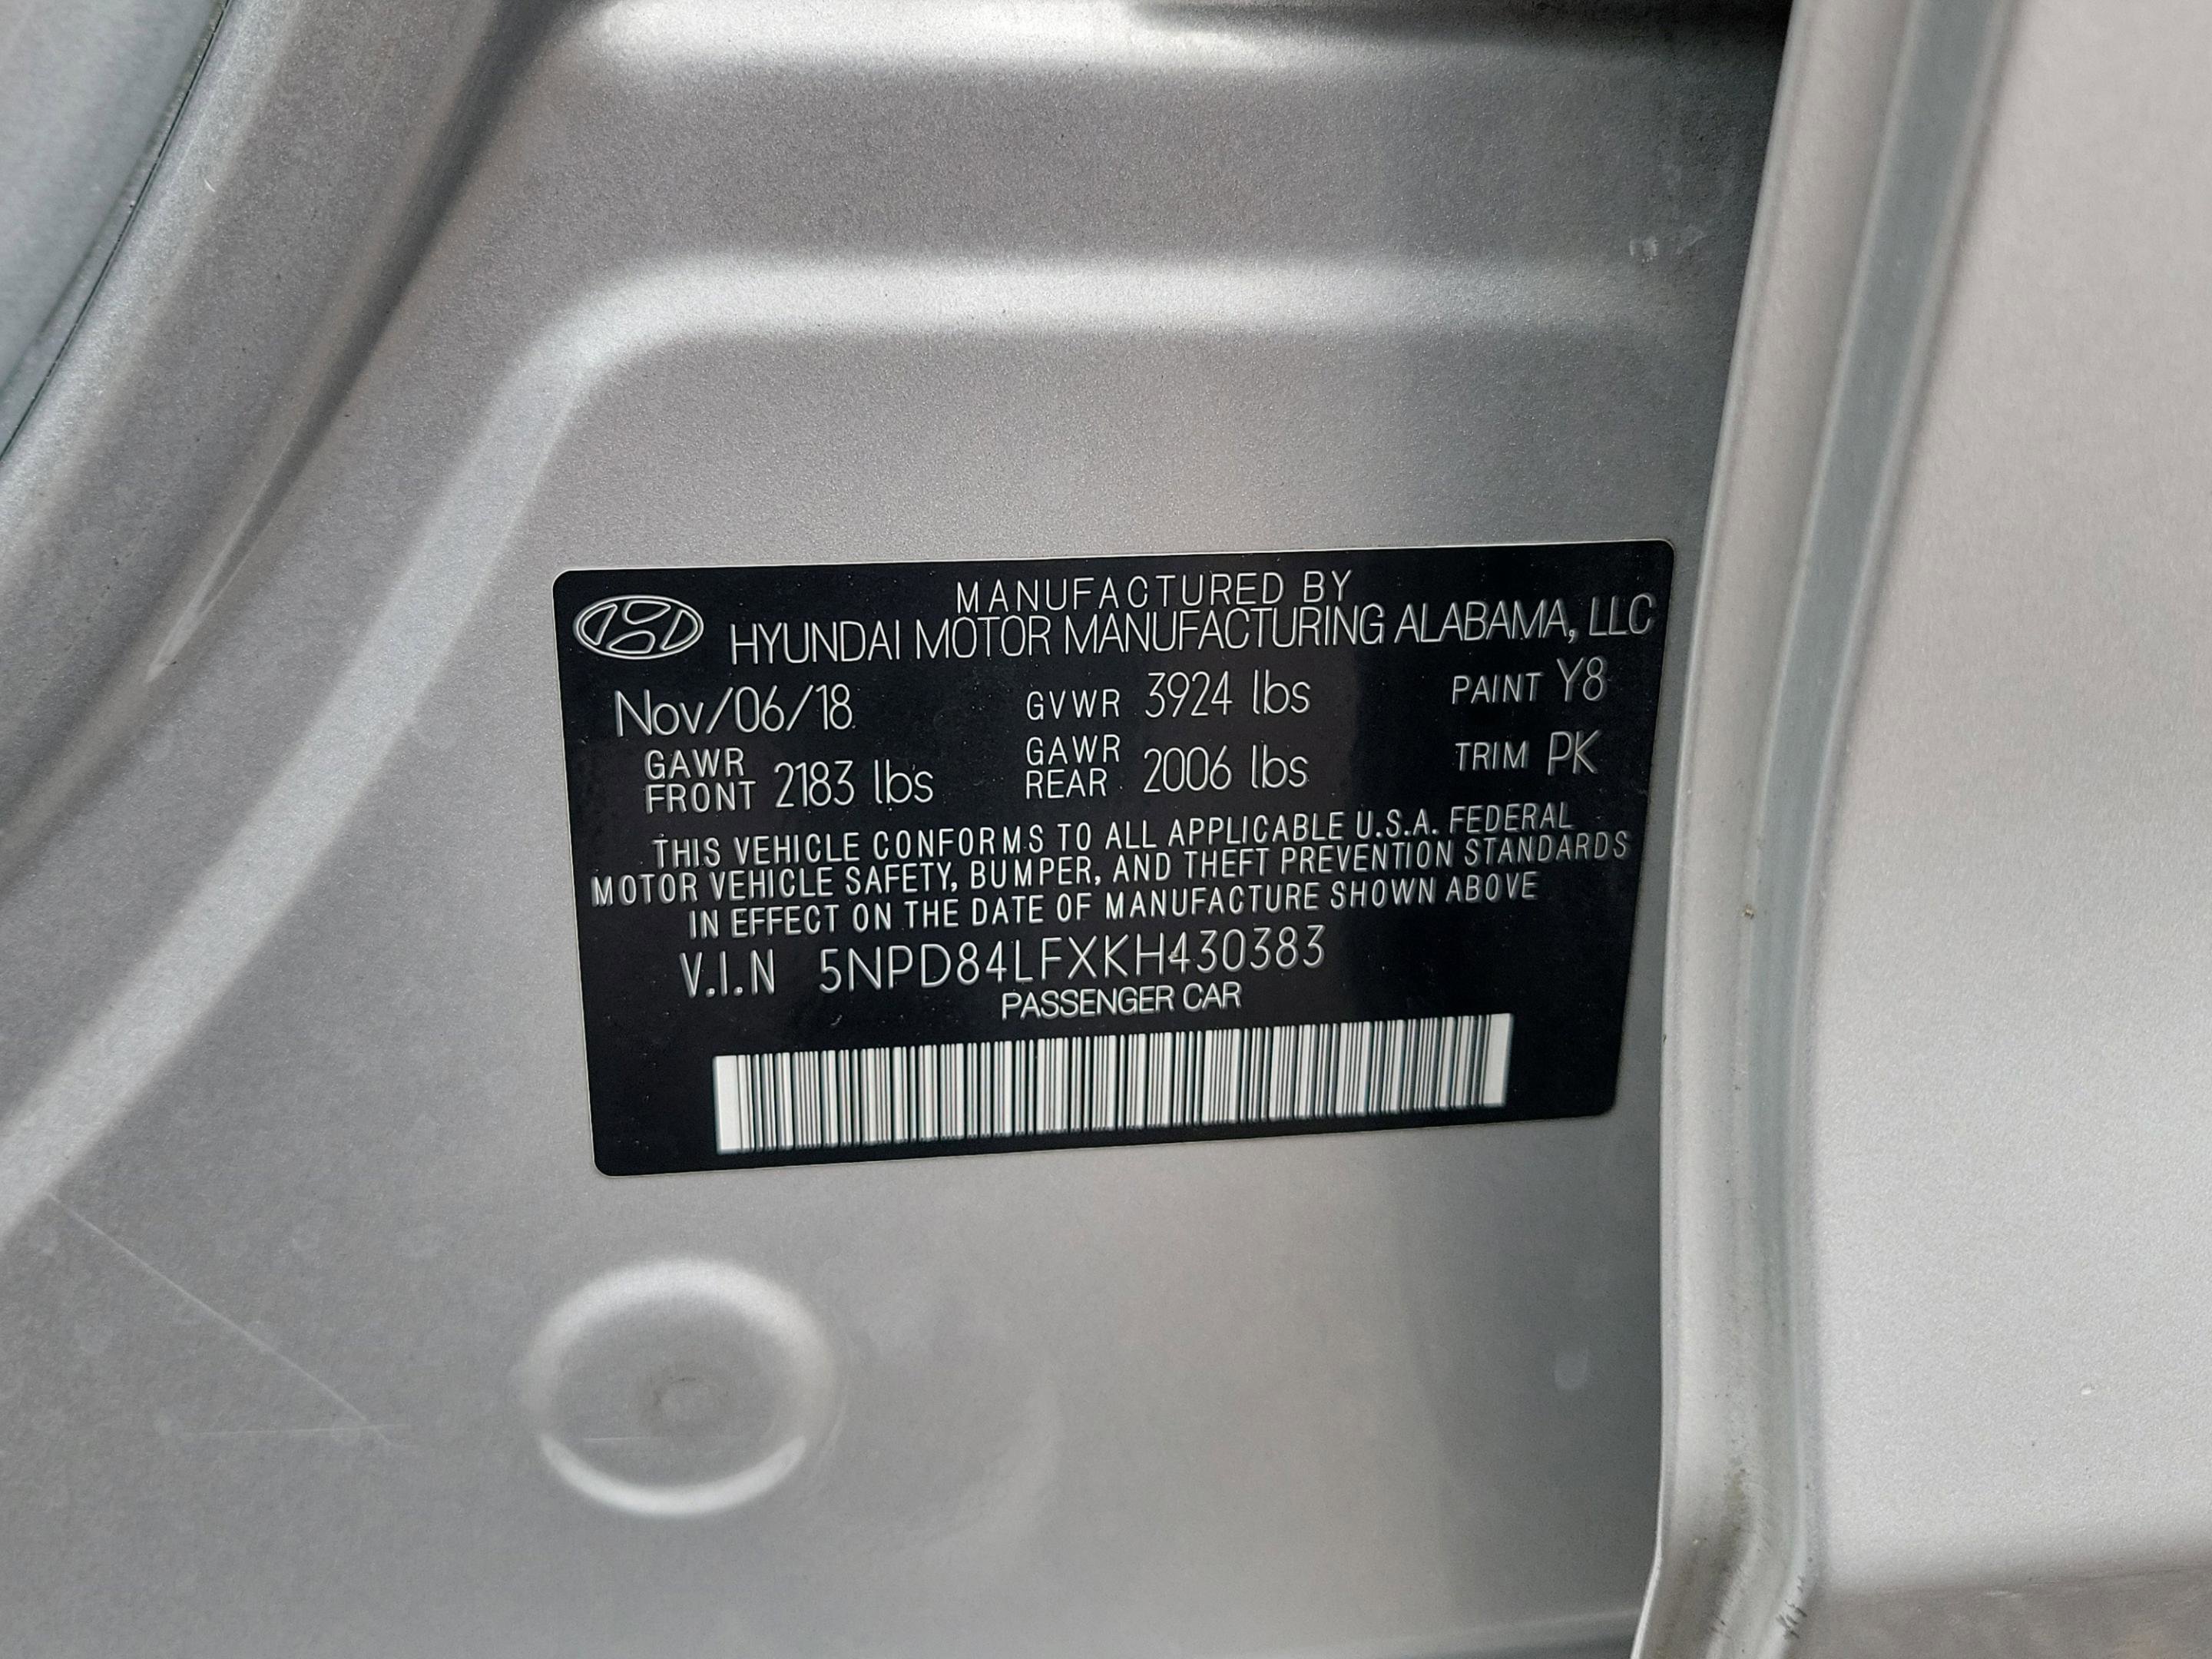 MANUFACTURED BY
HYUNDAI MOTOR MANUFACTURING ALABAMA, LLC
Nov/06/18 GVWR 3924 lbs PAINT Y8
GAWR FRONT 2183 lbs GAWR REAR 2006 lbs TRIM PK
THIS VEHICLE CONFORMS TO ALL APPLICABLE U.S.A. FEDERAL
MOTOR VEHICLE SAFETY, BUMPER, AND THEFT PREVENTION STANDARDS
IN EFFECT ON THE DATE OF MANUFACTURE SHOWN ABOVE
V.I.N 5NPD84LFXKH430383
PASSENGER CAR